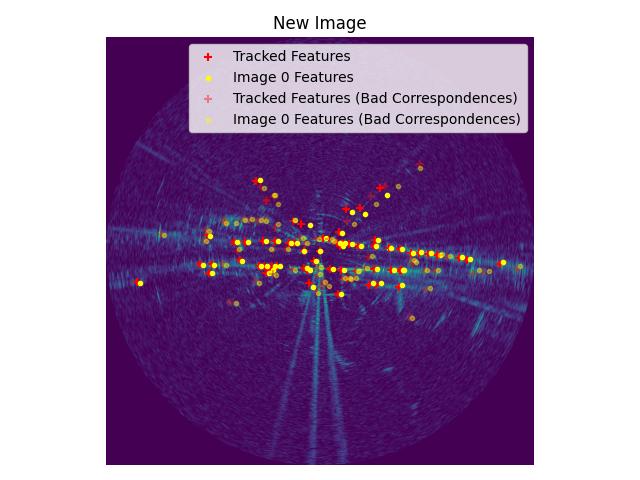 New Image
Tracked Features
Image 0 Features
Tracked Features (Bad Correspondences)
Image 0 Features (Bad Correspondences)